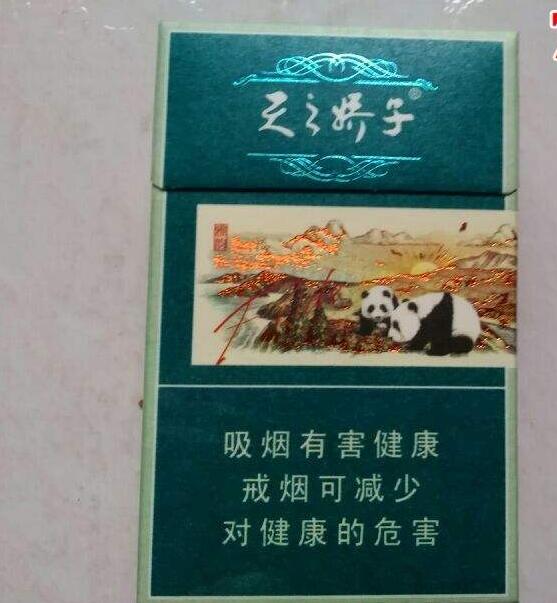 天之娇子®
吸烟有害健康
戒烟可减少
对健康的危害